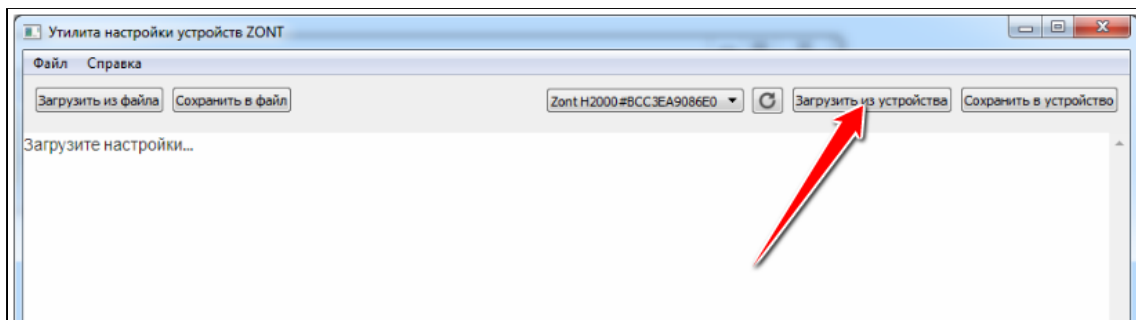 Утилита настройки устройств ZONT
Файл Справка
Загрузить из файла Сохранить в файл Zont H2000#BCC3EA9086E0 Загрузить из устройства Сохранить в устройство
Загрузите настройки...